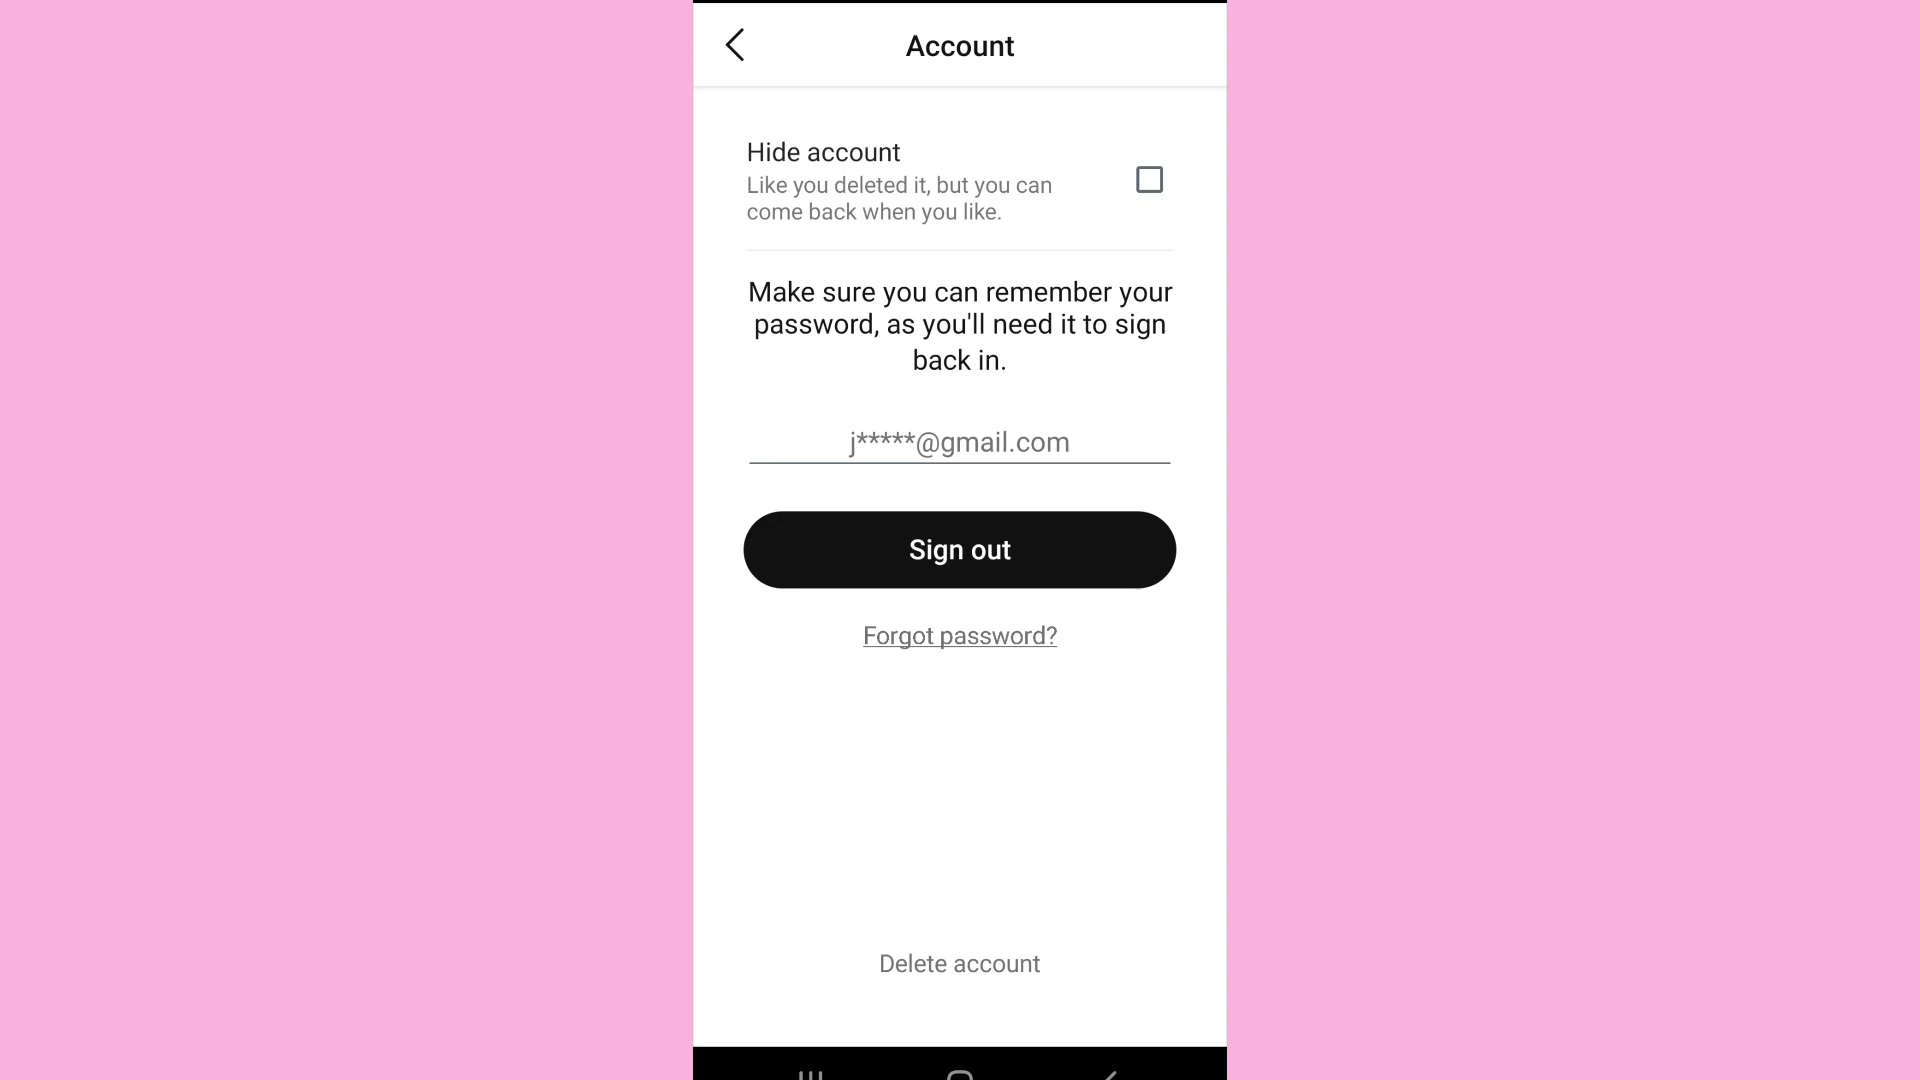 Account
Hide account
Like you deleted it, but you can
come back when you like.
Make sure you can remember your
password, as you'll need it to sign
back in.
j*****@gmail.com
Sign out
Forgot password?
Delete account